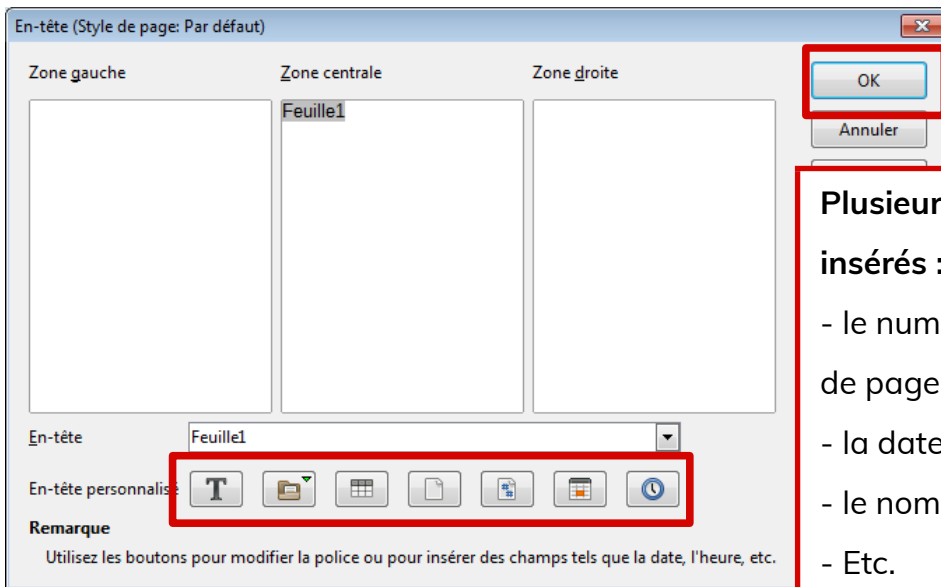 En-tête (Style de page: Par défaut)
Zone gauche
Zone centrale
Zone droite
Feuille1
OK
Annuler
En-tête
Feuille1
En-tête personnalisé
T
Remarque
Utilisez les boutons pour modifier la police ou pour insérer des champs tels que la date, l'heure, etc.
Plusieur
insérés :
- le num
de page
- la date
- le nom
- Etc.